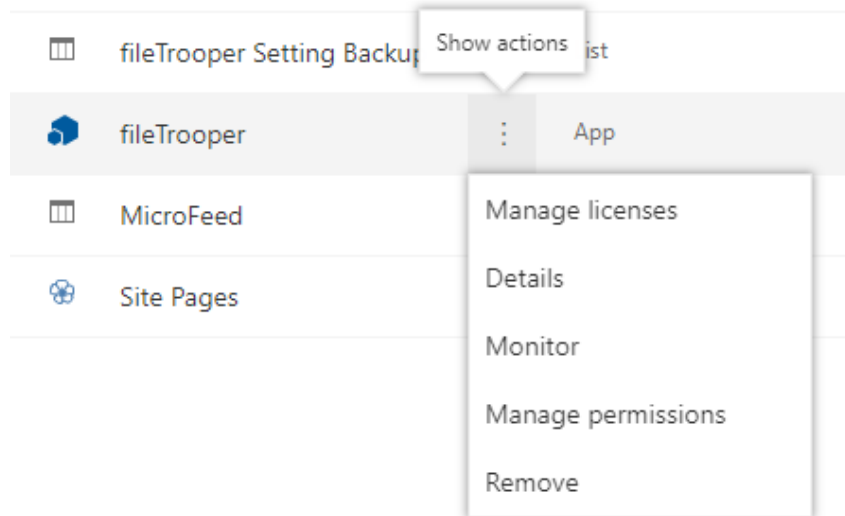 Show actions
fileTrooper Setting Backup
ist
fileTrooper
App
Manage licenses
MicroFeed
Details
Site Pages
Monitor
Manage permissions
Remove